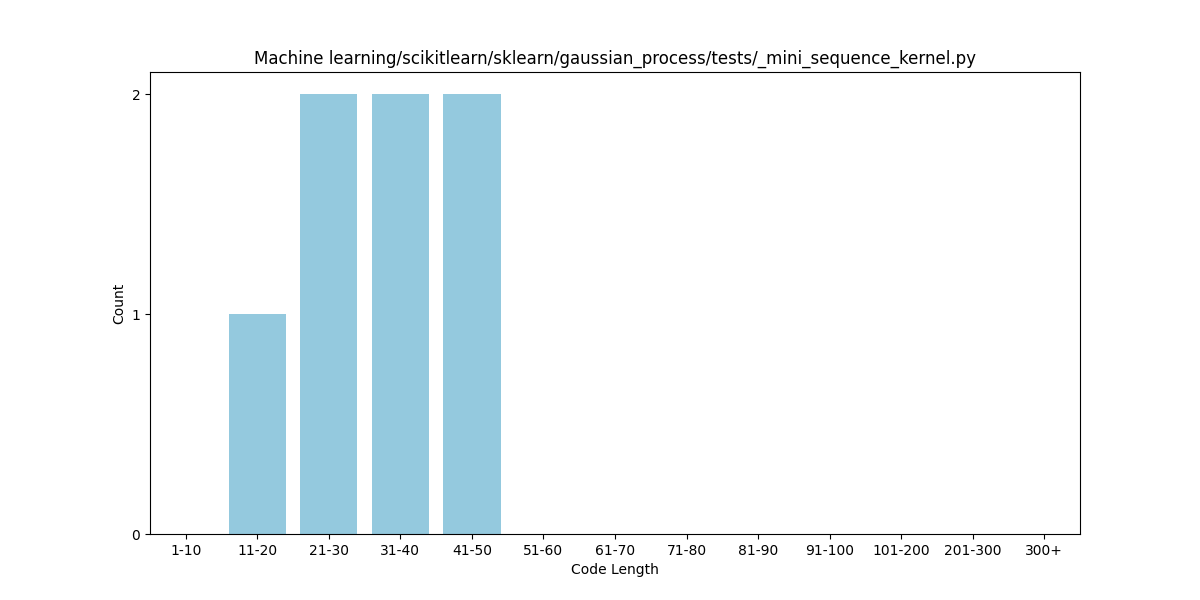 Machine learning/scikitlearn/sklearn/gaussian_process/tests/_mini_sequence_kernel.py
2
1
0
Count
1-10 11-20 21-30 31-40 41-50 51-60 61-70 71-80 81-90 91-100 101-200 201-300 300+
Code Length